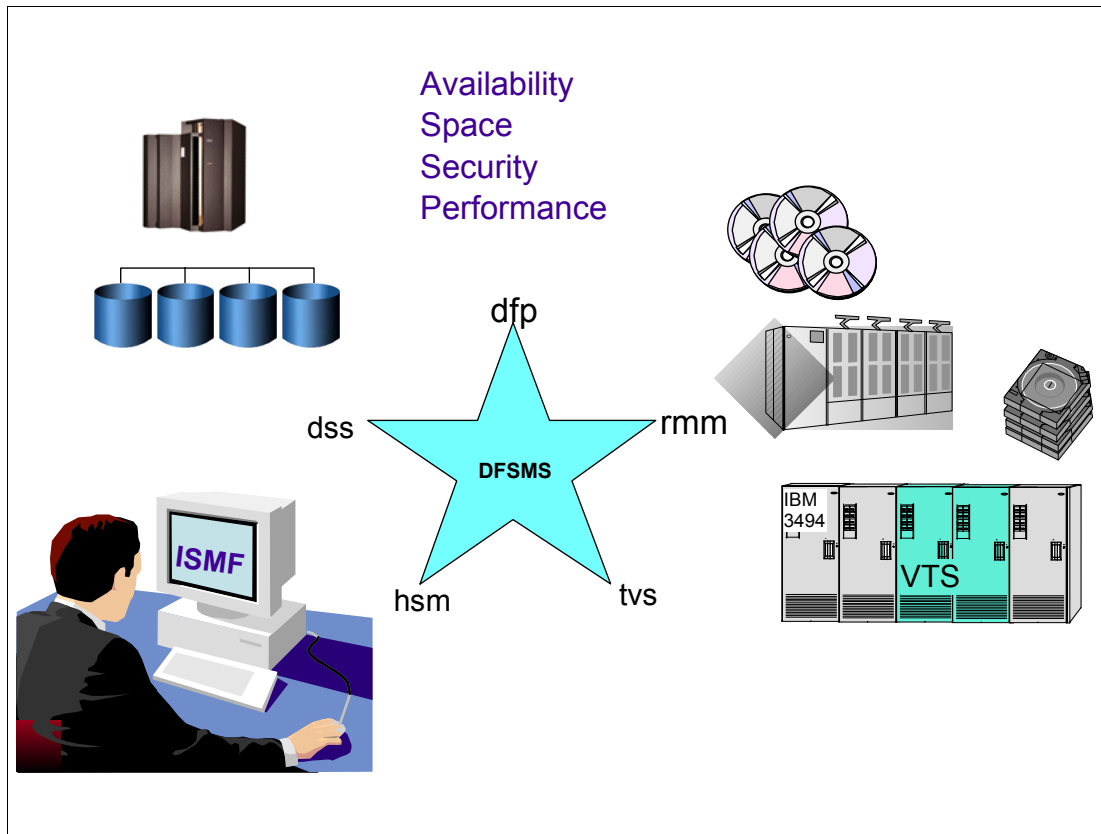 Availability
Space
Security
Performance
dfp
dss
rmm
DFSMS
hsm
tvs
ISMF
IBM
3494
VTS